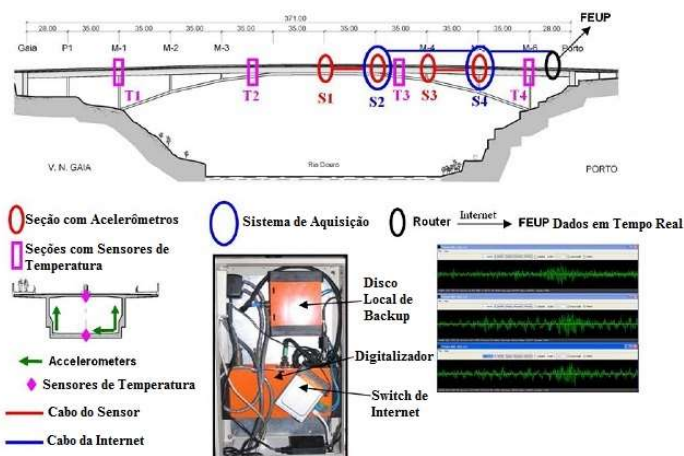 371.00
28.00 35.00 35.00 35.00 35.00 35.00 35.00 35.00 35.00 35.00 28.00
FEUP
Gaia P1 M-1 M-2 M-3 M-4 M-6 Porto
T1 T2 S1 S2 T3 S3 S4 T4
V. N. GAIA
Rio Douro
PORTO
Seção com Acelerômetros
Sistema de Aquisição
Router
Internet
FEUP Dados em Tempo Real
Seções com Sensores de
Temperatura
Disco
Local de
Backup
Digitalizador
Switch de
Internet
Accelerometers
Sensores de Temperatura
Cabo do Sensor
Cabo da Internet